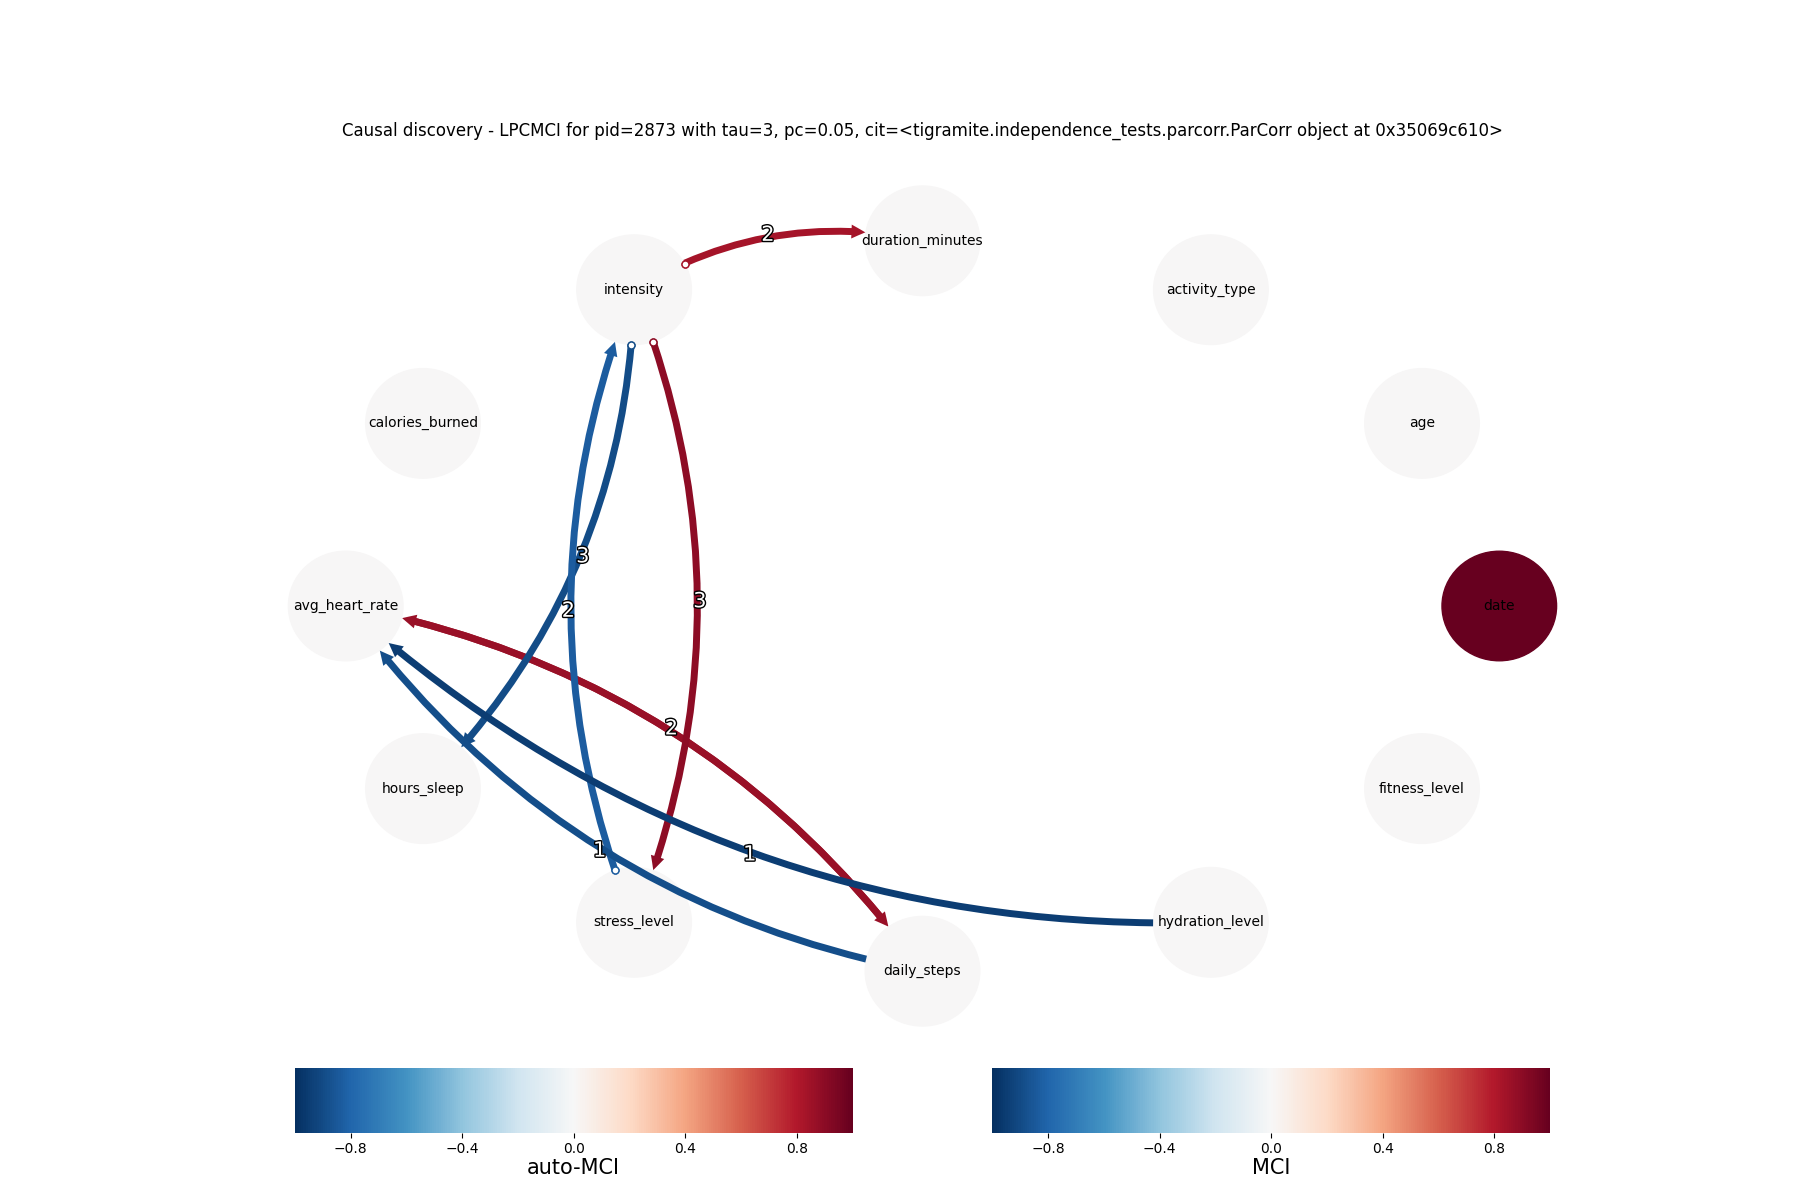 Causal discovery - LPCMCI for pid=2873 with tau=3, pc=0.05, cit=<tigramite.independence_tests.parcorr.ParCorr object at 0x35069c610>
2
duration_minutes
intensity
activity_type
calories_burned
age
3
2
3
avg_heart_rate
date
2
hours_sleep
fitness_level
1
1
stress_level
hydration_level
daily_steps
−0.8 −0.4 0.0 0.4 0.8
auto-MCI
−0.8 −0.4 0.0 0.4 0.8
MCI